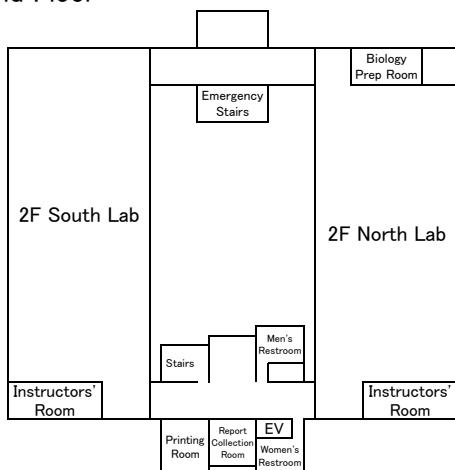 Biology
Prep Room
Emergency
Stairs
2F South Lab
2F North Lab
Men's
Restroom
Stairs
Instructors'
Room
Instructors'
Room
Printing
Room
Report
Collection
Room
EV
Women's
Restroom